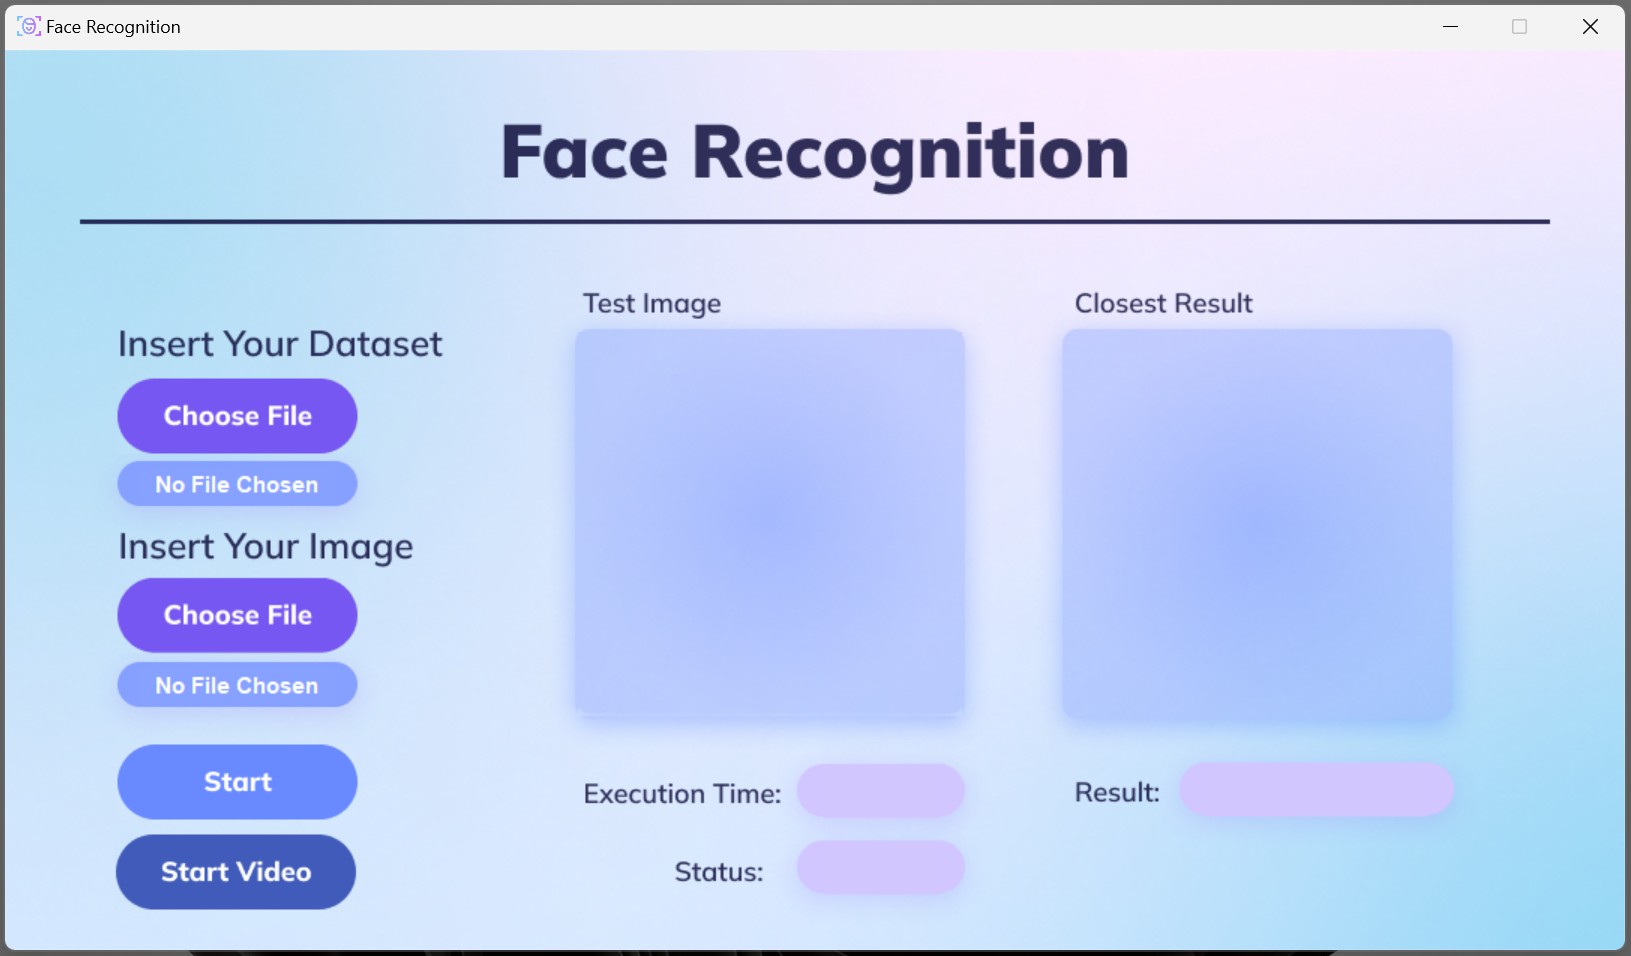 Face Recognition
Face Recognition
Insert Your Dataset
Choose File
No File Chosen
Insert Your Image
Choose File
No File Chosen
Start
Start Video
Test Image
Execution Time:
Status:
Closest Result
Result: